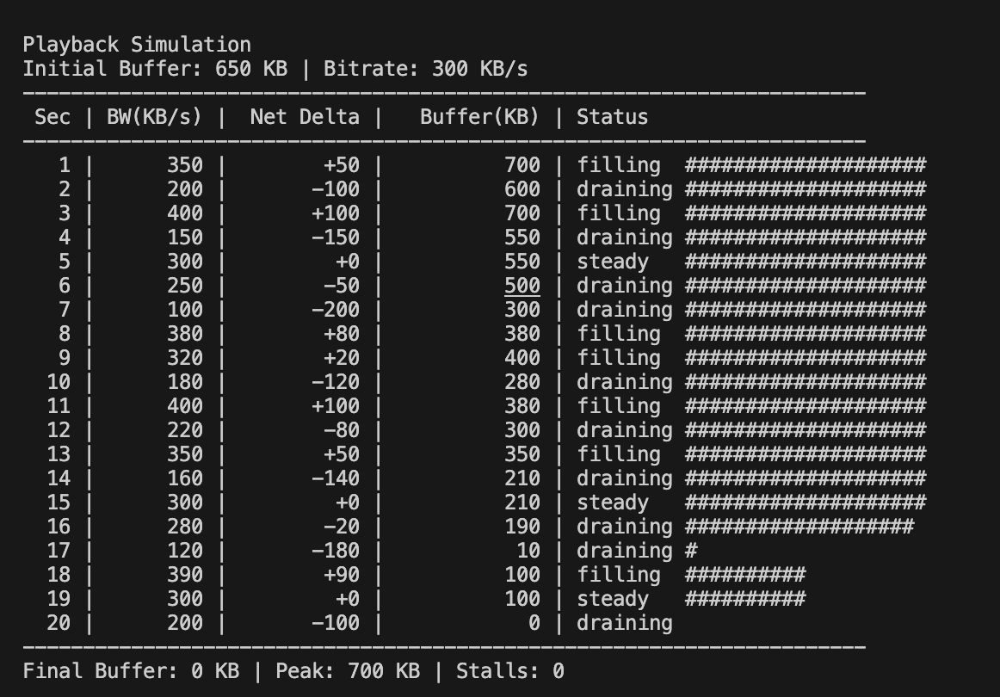 Playback Simulation
Initial Buffer: 650 KB | Bitrate: 300 KB/s
----------------------------------------------------------------------
 Sec | BW(KB/s) |  Net Delta |   Buffer(KB) | Status
----------------------------------------------------------------------
   1 |      350 |        +50 |          700 | filling  ####################
   2 |      200 |       -100 |          600 | draining ####################
   3 |      400 |       +100 |          700 | filling  ####################
   4 |      150 |       -150 |          550 | draining ####################
   5 |      300 |         +0 |          550 | steady   ####################
   6 |      250 |        -50 |          500 | draining ####################
   7 |      100 |       -200 |          300 | draining ####################
   8 |      380 |        +80 |          380 | filling  ####################
   9 |      320 |        +20 |          400 | filling  ####################
  10 |      180 |       -120 |          280 | draining ####################
  11 |      400 |       +100 |          380 | filling  ####################
  12 |      220 |        -80 |          300 | draining ####################
  13 |      350 |        +50 |          350 | filling  ####################
  14 |      160 |       -140 |          210 | draining ####################
  15 |      300 |         +0 |          210 | steady   ####################
  16 |      280 |        -20 |          190 | draining ###################
  17 |      120 |       -180 |           10 | draining #
  18 |      390 |        +90 |          100 | filling  ##########
  19 |      300 |         +0 |          100 | steady   ##########
  20 |      200 |       -100 |            0 | draining
----------------------------------------------------------------------
Final Buffer: 0 KB | Peak: 700 KB | Stalls: 0